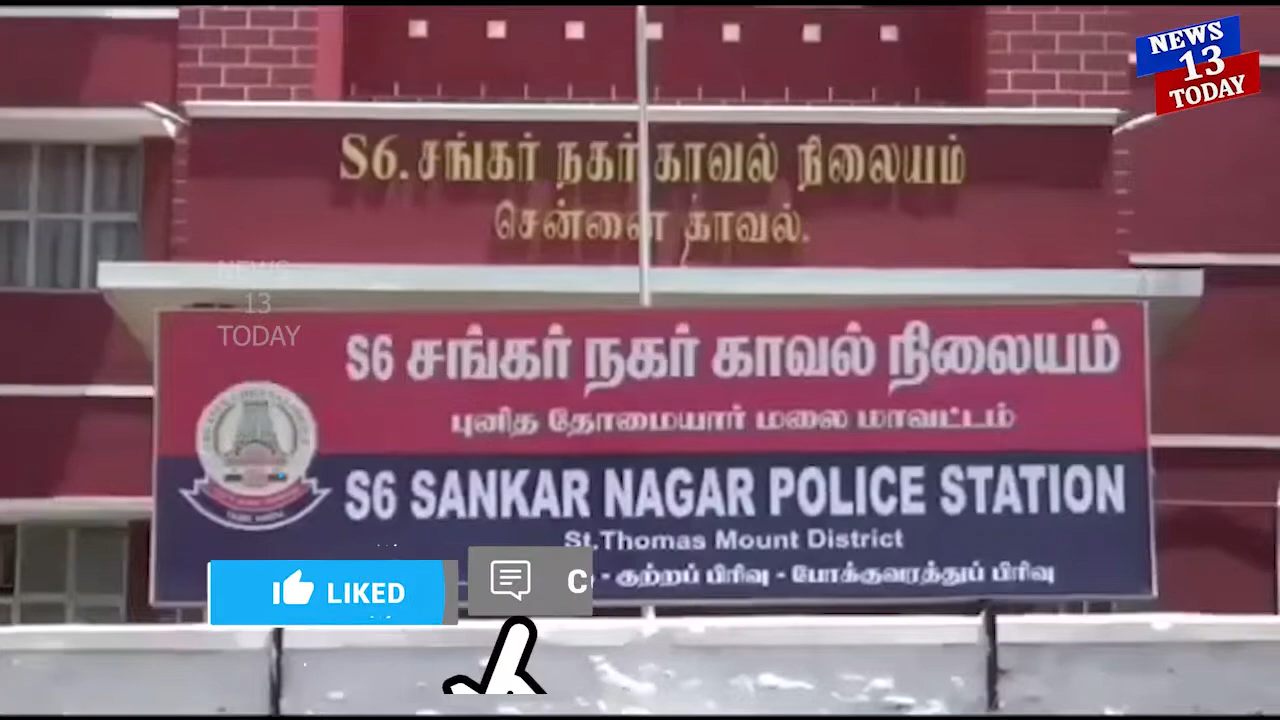 NEWS
13
TODAY
S6. சங்கர் நகர் காவல் நிலையம்
சென்னை காவல்.
NEWS
13
TODAY
S6 சங்கர் நகர் காவல் நிலையம்
புனித தோமையார் மலை மாவட்டம்
S6 SANKAR NAGAR POLICE STATION
St.Thomas Mount District
- குற்றப் பிரிவு - போக்குவரத்துப் பிரிவு
LIKED